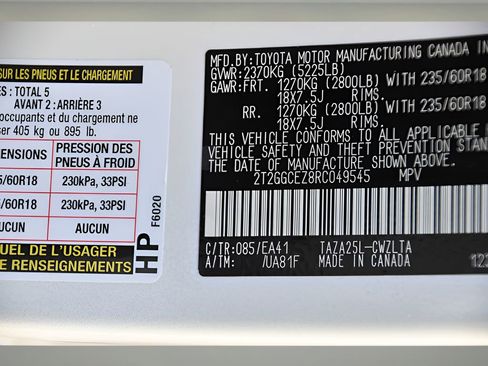 SUR LES PNEUS ET LE CHARGEMENT
ES : TOTAL 5
AVANT 2 : ARRIÈRE 3
occupants et du chargement ne
ser 405 kg ou 895 lb.
ENSIONS
PRESSION DES
PNEUS À FROID
5/60R18
230kPa, 33PSI
5/60R18
230kPa, 33PSI
AUCUN
AUCUN
UEL DE L'USAGER
E RENSEIGNEMENTS
HP
F6020
MFD.BY:TOYOTA MOTOR MANUFACTURING CANADA IN
GVWR:2370KG (5225LB)
GAWR:FRT. 1270KG (2800LB) WITH 235/60R18
18X7.5J RIMS.
RR. 1270KG (2800LB) WITH 235/60R18
18X7.5J RIMS.
THIS VEHICLE CONFORMS TO ALL
VEHICLE SAFETY AND THEFT PREVENTION STAND
THE DATE OF MANUFACTURE SHOWN ABOVE.
2T2GGCEZ8RC049545 MPV
C/TR:085/EA41 TAZA25L-CWZLTA
A/TM: /UA81F MADE IN CANADA